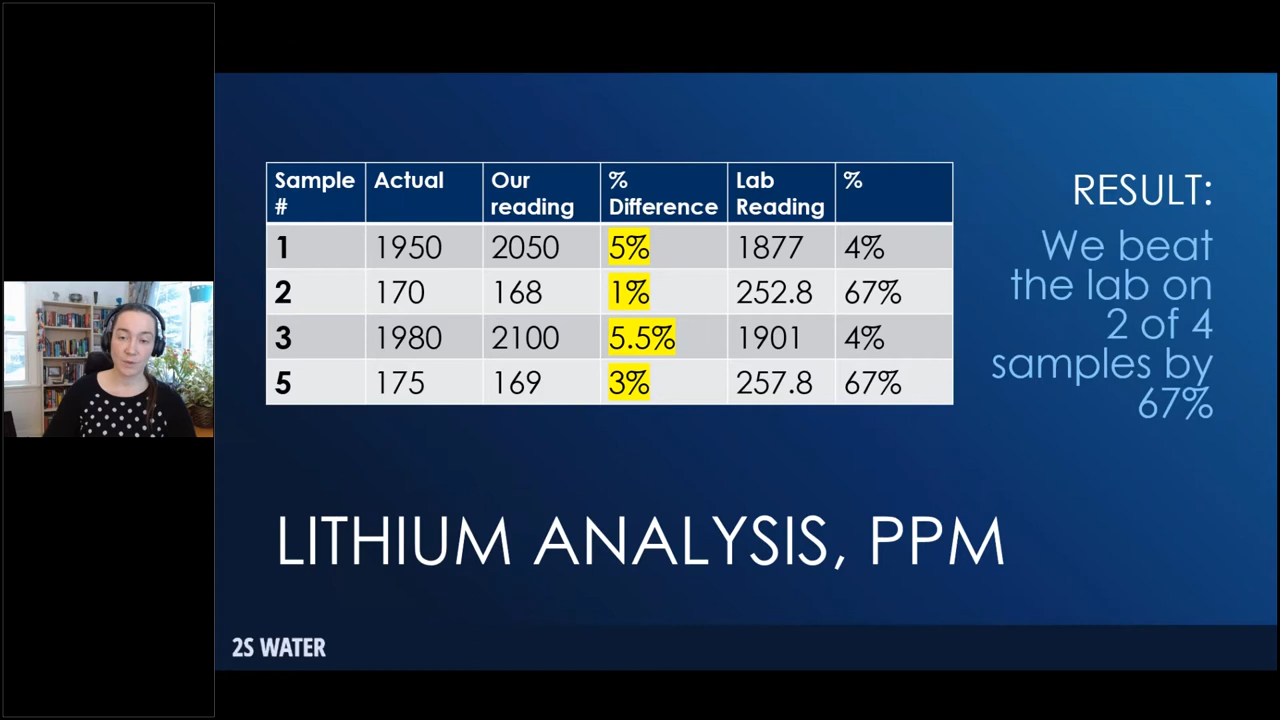 Sample # Actual Our reading % Difference Lab Reading %
1 1950 2050 5% 1877 4%
2 170 168 1% 252.8 67%
3 1980 2100 5.5% 1901 4%
5 175 169 3% 257.8 67%
RESULT:
We beat
the lab on
2 of 4
samples by
67%
LITHIUM ANALYSIS, PPM
2S WATER